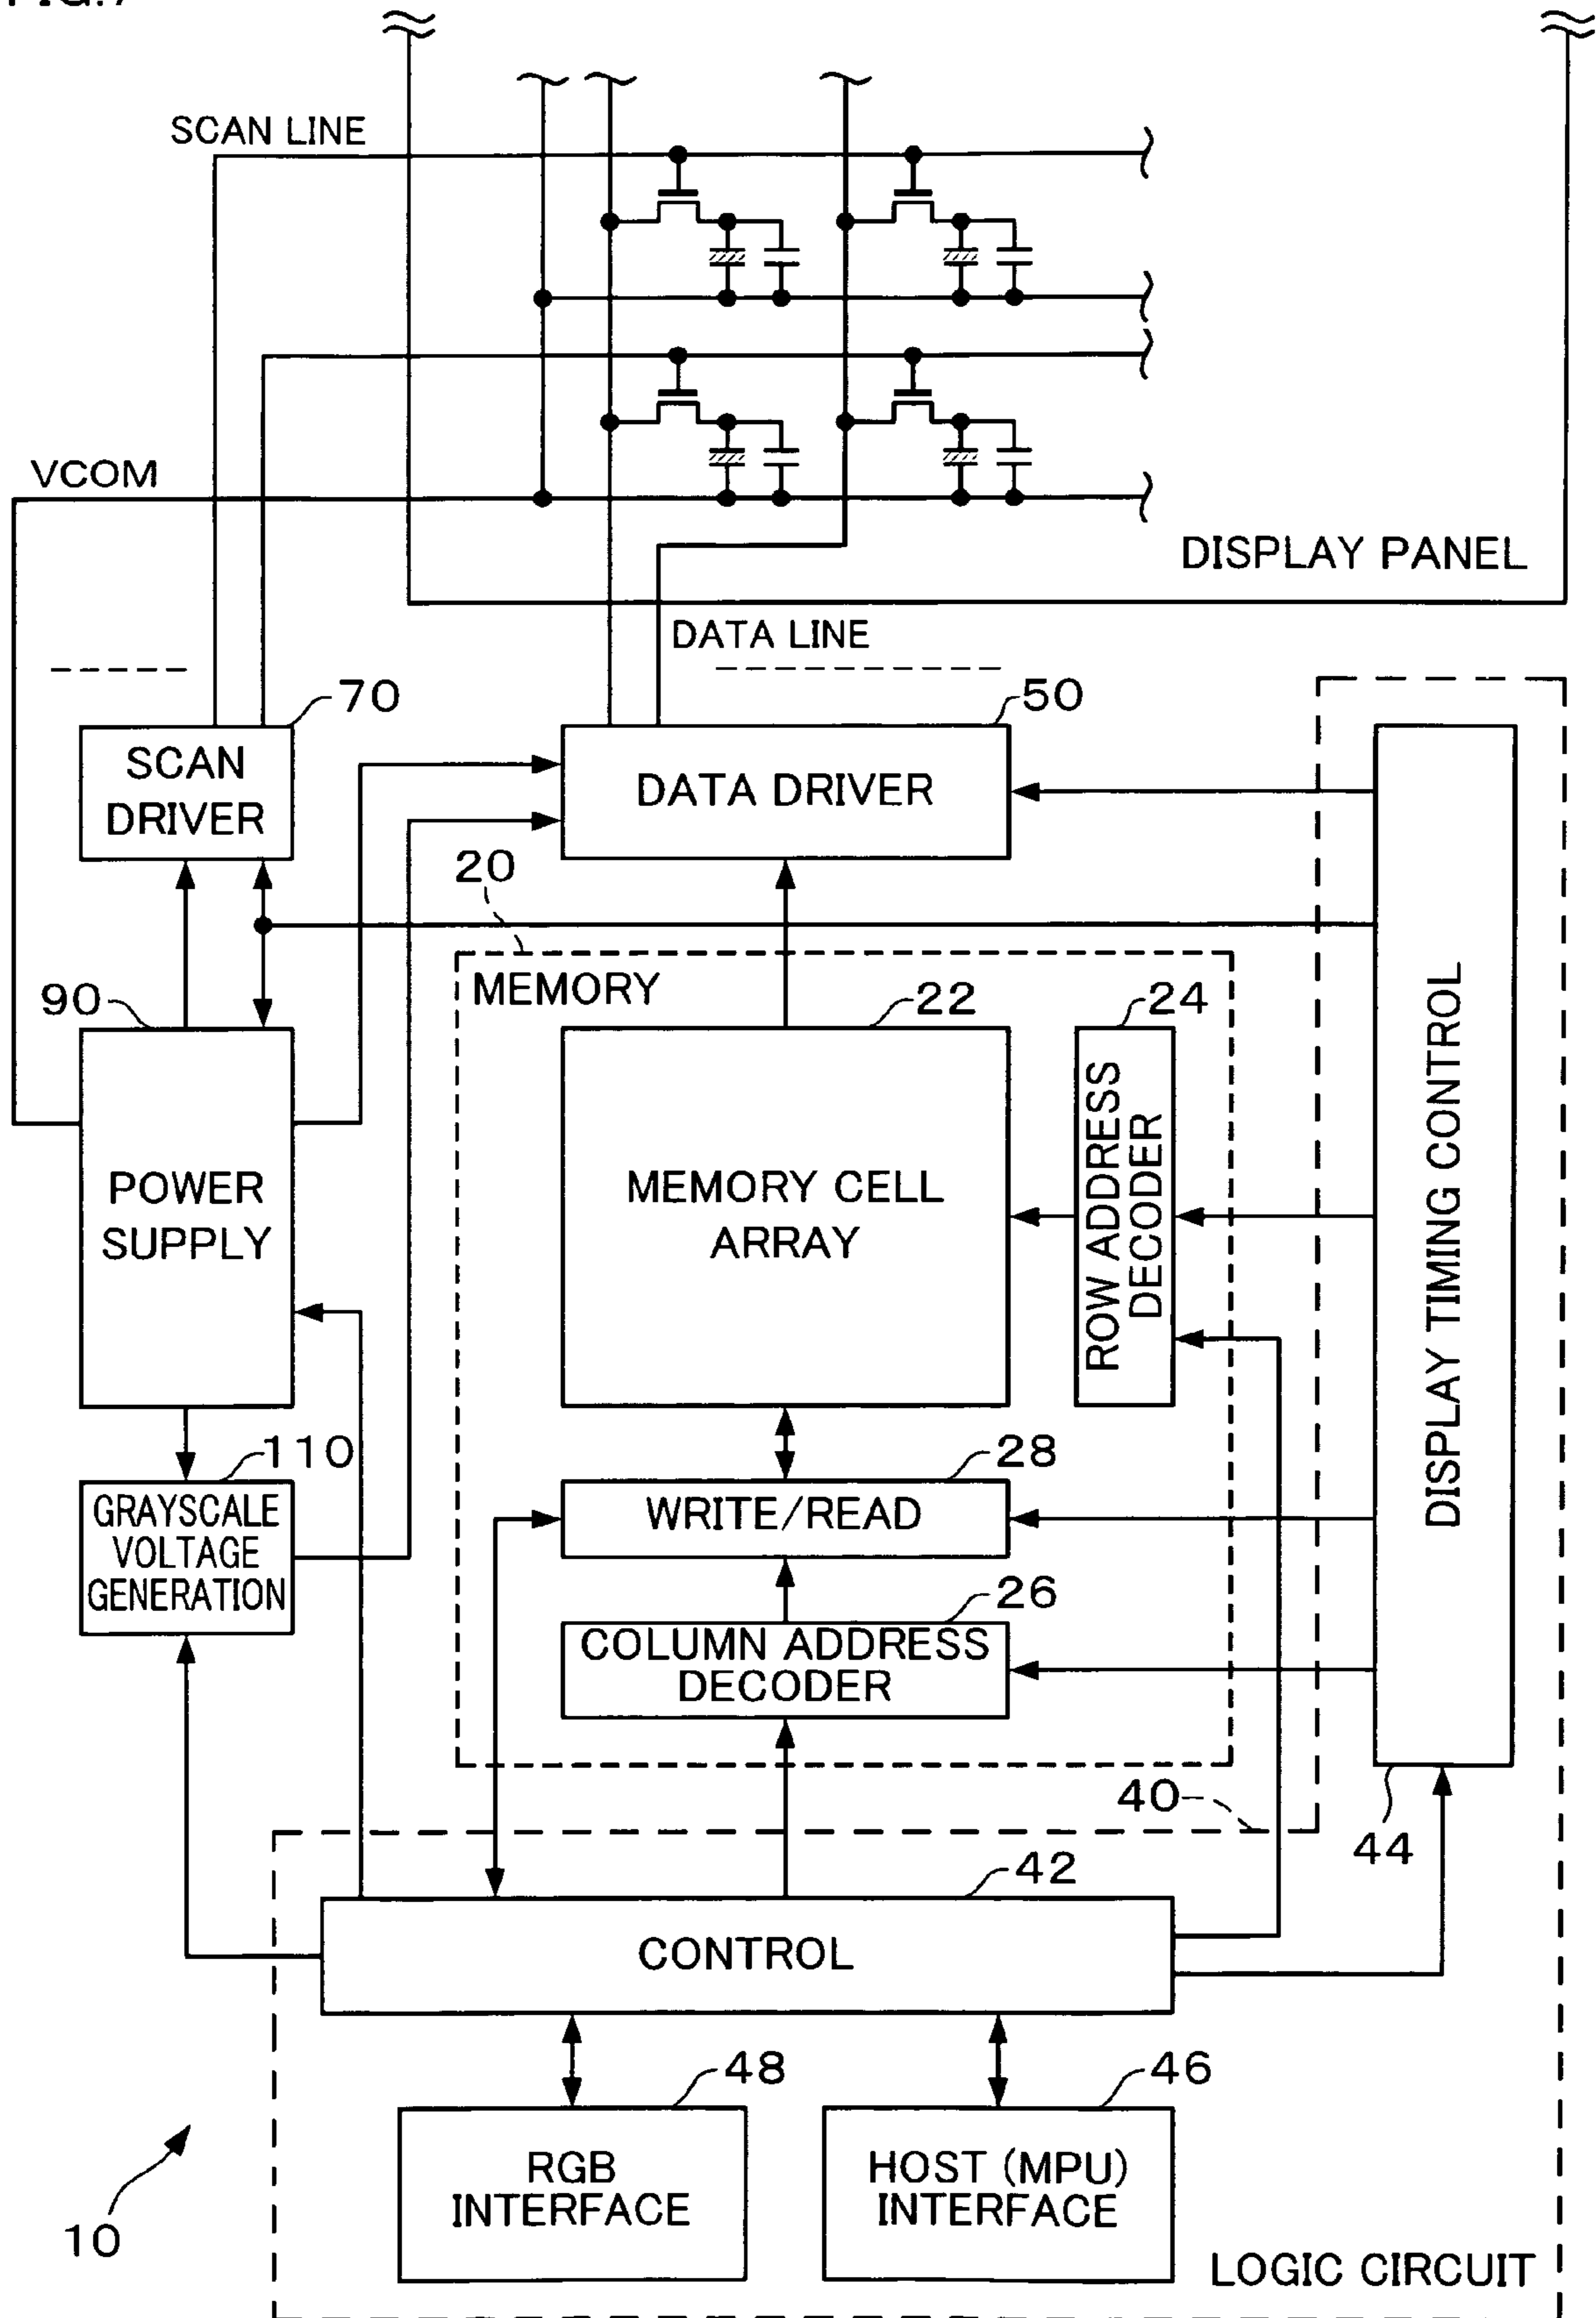 SCAN LINE
VCOM
DISPLAY PANEL
DATA LINE
70
50
SCAN
DRIVER
DATA DRIVER
20
MEMORY
90
22
24
POWER
SUPPLY
MEMORY CELL
ARRAY
ROW ADDRESS
DECODER
DISPLAY TIMING CONTROL
110
28
GRAYSCALE
VOLTAGE
GENERATION
WRITE/READ
26
COLUMN ADDRESS
DECODER
40
44
42
CONTROL
48
46
RGB
INTERFACE
HOST (MPU)
INTERFACE
10
LOGIC CIRCUIT